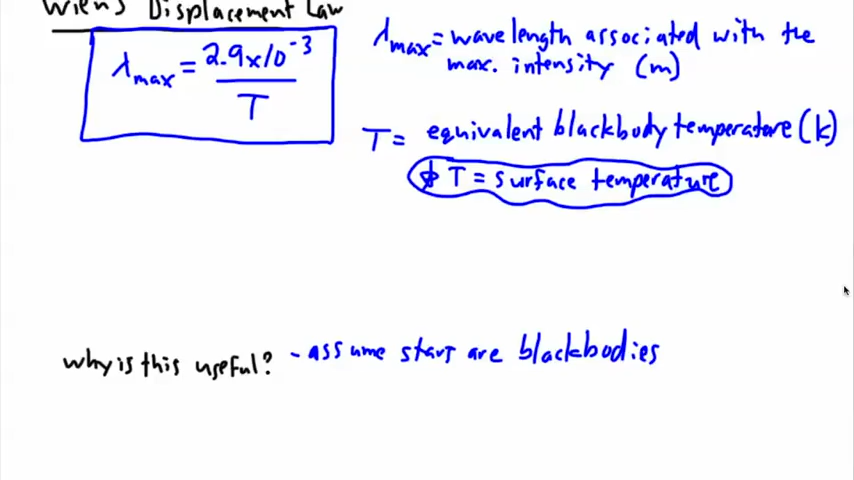 Wien's Displacement Law
λmax = 2.9x10^-3 / T
λmax = wavelength associated with the
max. intensity (m)
T = equivalent blackbody temperature (k)
* T = surface temperature
why is this useful? - assume start are blackbodies